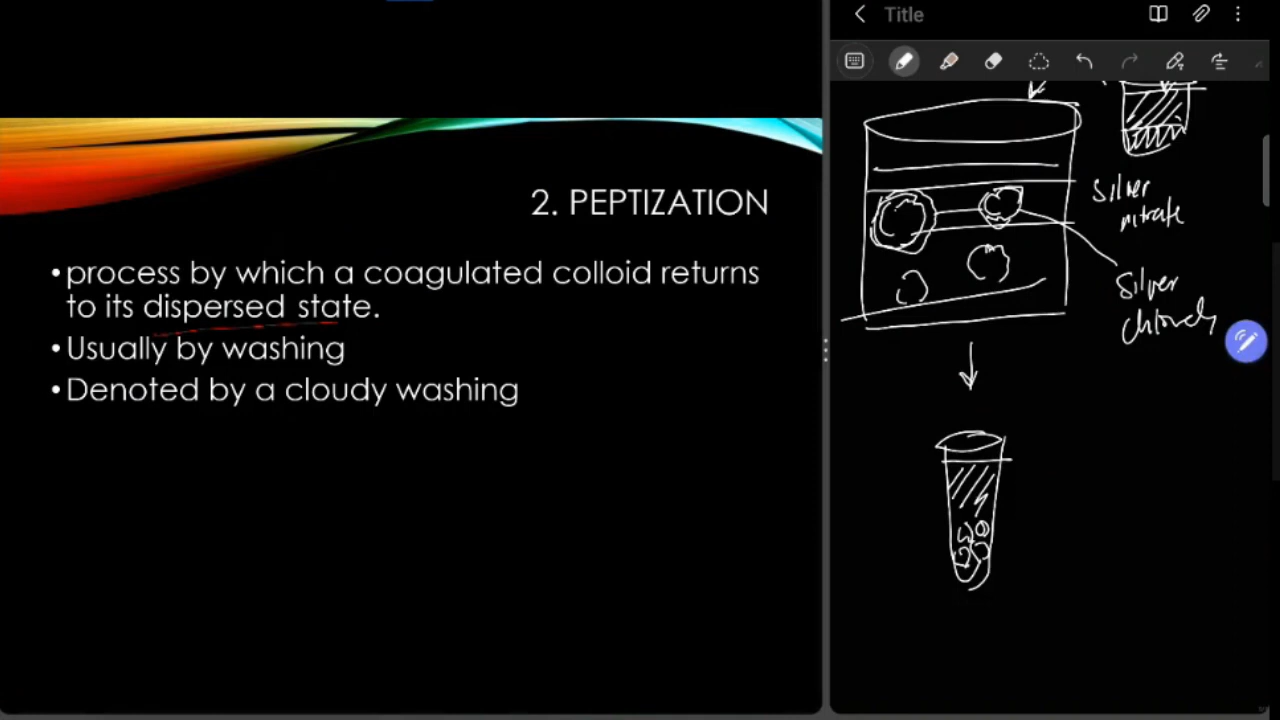 Title
2. PEPTIZATION
• process by which a coagulated colloid returns
to its dispersed state.
• Usually by washing
• Denoted by a cloudy washing
Silver
nitrate
Silver